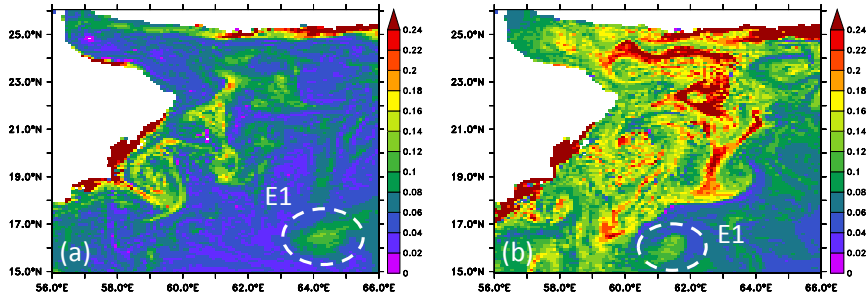 25.0°N
23.0°N
21.0°N
19.0°N
17.0°N
15.0°N
56.0°E
58.0°E
60.0°E
62.0°E
64.0°E
66.0°E
(a)
E1
0.24
0.22
0.2
0.18
0.16
0.14
0.12
0.1
0.08
0.06
0.04
0.02
0
25.0°N
23.0°N
21.0°N
19.0°N
17.0°N
15.0°N
56.0°E
58.0°E
60.0°E
62.0°E
64.0°E
66.0°E
(b)
E1
0.24
0.22
0.2
0.18
0.16
0.14
0.12
0.1
0.08
0.06
0.04
0.02
0